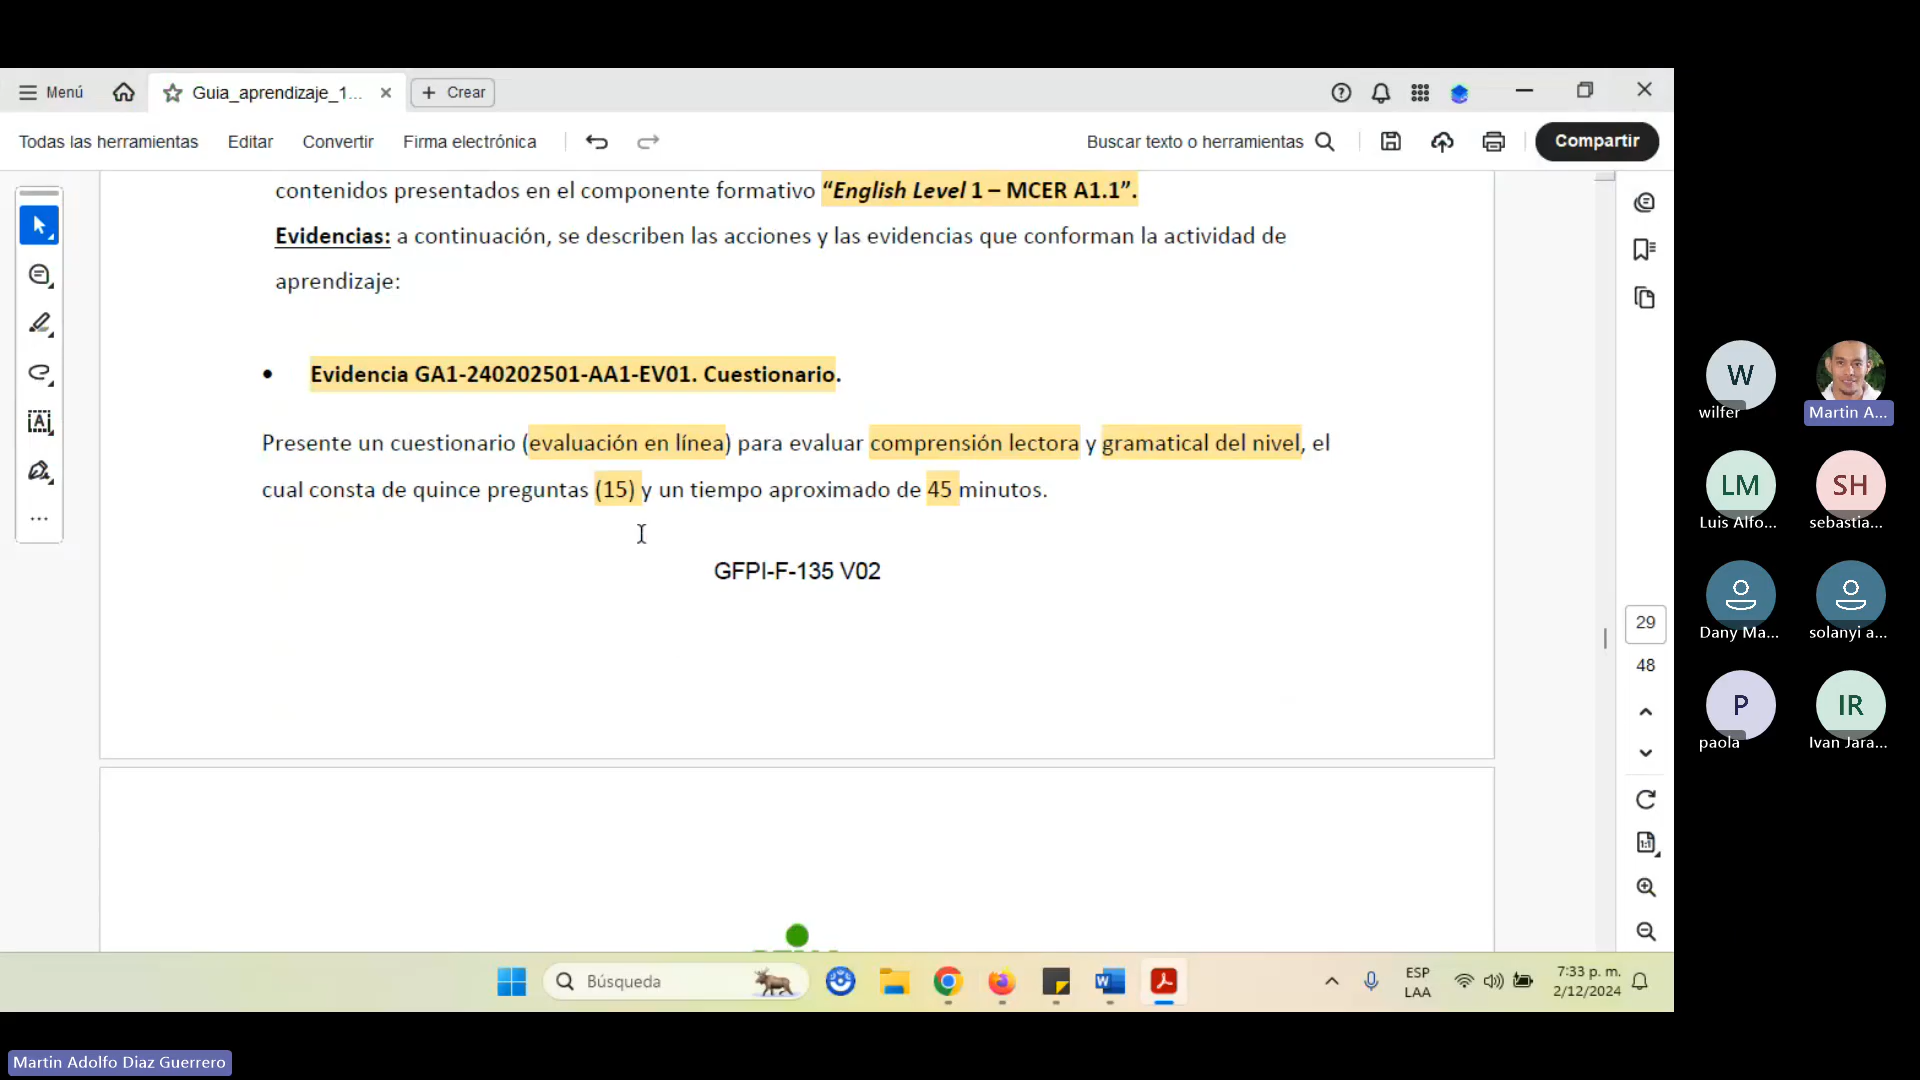 Menú
Guia_aprendizaje_1...
Crear
Todas las herramientas
Editar
Convertir
Firma electrónica
Buscar texto o herramientas
Compartir
contenidos presentados en el componente formativo “English Level 1 – MCER A1.1”.
Evidencias: a continuación, se describen las acciones y las evidencias que conforman la actividad de
aprendizaje:
• Evidencia GA1-240202501-AA1-EV01. Cuestionario.
Presente un cuestionario (evaluación en línea) para evaluar comprensión lectora y gramatical del nivel, el
cual consta de quince preguntas (15) y un tiempo aproximado de 45 minutos.
GFPI-F-135 V02
29
48
W
wilfer
Martin A...
LM
Luis Alfo...
SH
sebastia...
Dany Ma...
solanyi a...
P
paola
IR
Ivan Jara...
Búsqueda
ESP
LAA
7:33 p. m.
2/12/2024
Martin Adolfo Diaz Guerrero